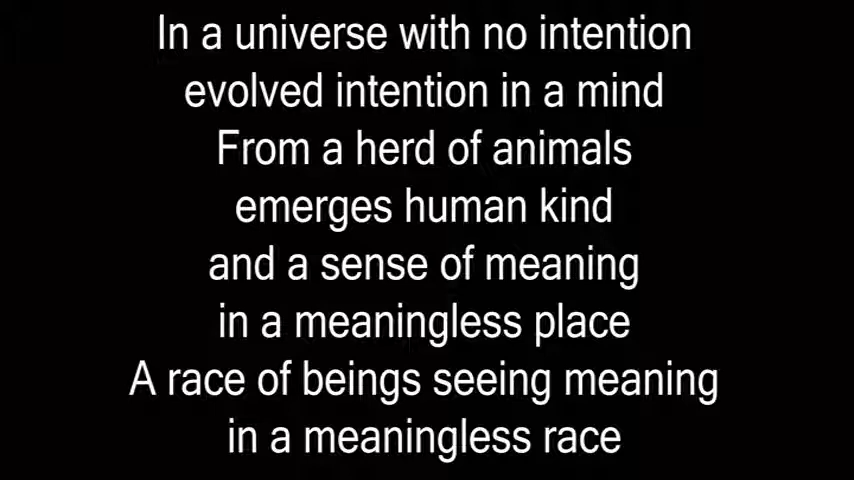 In a universe with no intention
evolved intention in a mind
From a herd of animals
emerges human kind
and a sense of meaning
in a meaningless place
A race of beings seeing meaning
in a meaningless race